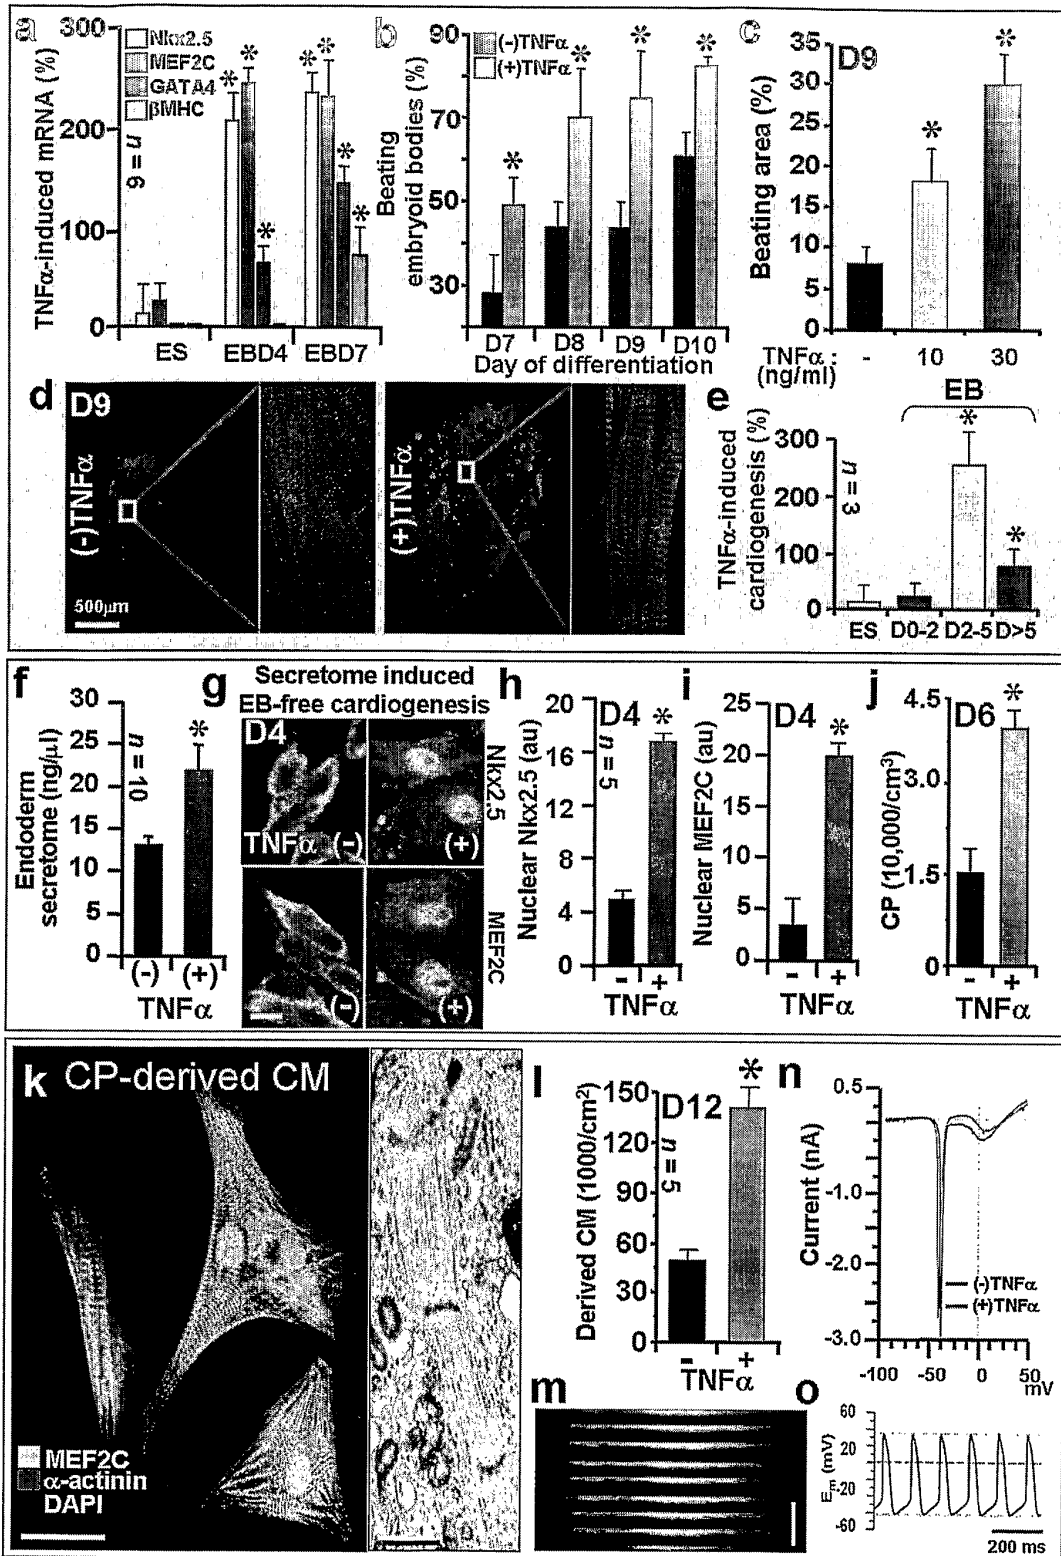 a
TNFα-induced mRNA (%)
300
200
100
0
Nkx2.5
MEF2C
GATA4
βMHC
n = 6
* * * * * * *
ES EBD4 EBD7
b
Beating
embryoid bodies (%)
90
70
50
30
(-)TNFα
(+)TNFα
* * * *
D7 D8 D9 D10
Day of differentiation
c
D9
Beating area (%)
35
30
25
20
15
10
5
0
* *
TNFα : - 10 30
(ng/ml)
d
D9
(-)TNFα
500μm
(+)TNFα
e
EB
TNFα-induced
cardiogenesis (%)
300
200
100
0
n = 3
* *
ES D0-2 D2-5 D>5
f
Endoderm
secretome (ng/μl)
30
25
20
15
10
5
0
n = 10
*
(-) (+)
TNFα
g
Secretome induced
EB-free cardiogenesis
D4
TNFα (-) (+)
Nkx2.5
(-) (+)
MEF2C
h
Nuclear Nkx2.5 (au)
20
16
12
8
4
0
D4
n = 5
*
- +
TNFα
i
Nuclear MEF2C (au)
25
20
15
10
5
0
D4
*
- +
TNFα
j
CP (10,000/cm³)
4.5
3.0
1.5
0
D6
*
- +
TNFα
k CP-derived CM
MEF2C
α-actinin
DAPI
l
Derived CM (1000/cm²)
150
120
90
60
30
0
D12
n = 5
*
- +
TNFα
m
n
Current (nA)
0.5
-1.0
-2.0
-3.0
(-)TNFα
(+)TNFα
-100 -50 0 50
mV
o
Em (mV)
60
20
-20
-60
200 ms